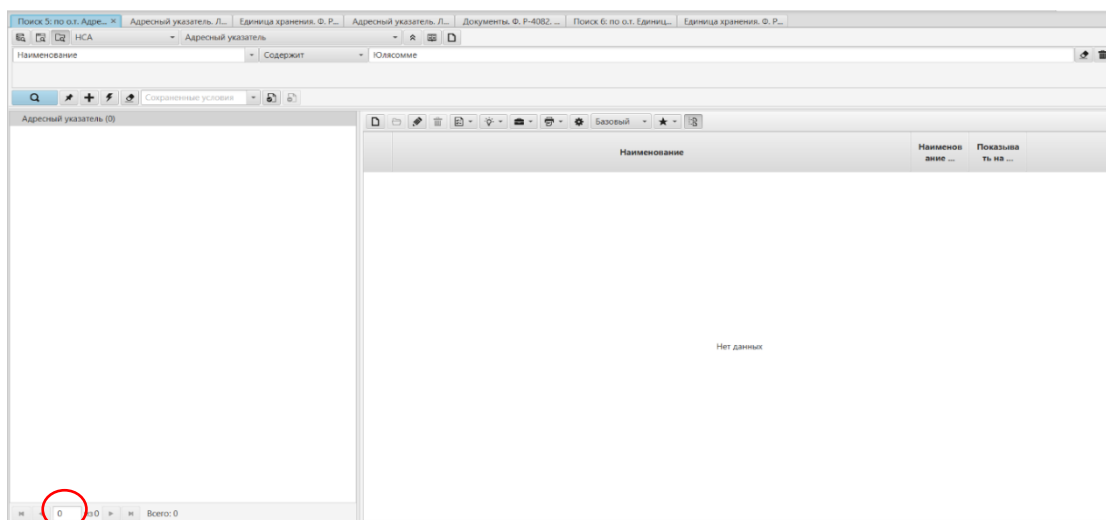 Поиск 5: по о.т. Адре... × Адресный указатель. Л... Единица хранения. Ф. Р... Адресный указатель. Л... Документы. Ф. Р-4082. ... Поиск 6: по о.т. Единиц... Единица хранения. Ф. Р...
НСА Адресный указатель
Наименование Содержит Юлясомме
Сохраненные условия
Адресный указатель (0)
Базовый
Наименование
Наименов
ание ...
Показыва
ть на ...
Нет данных
0 из 0 Всего: 0